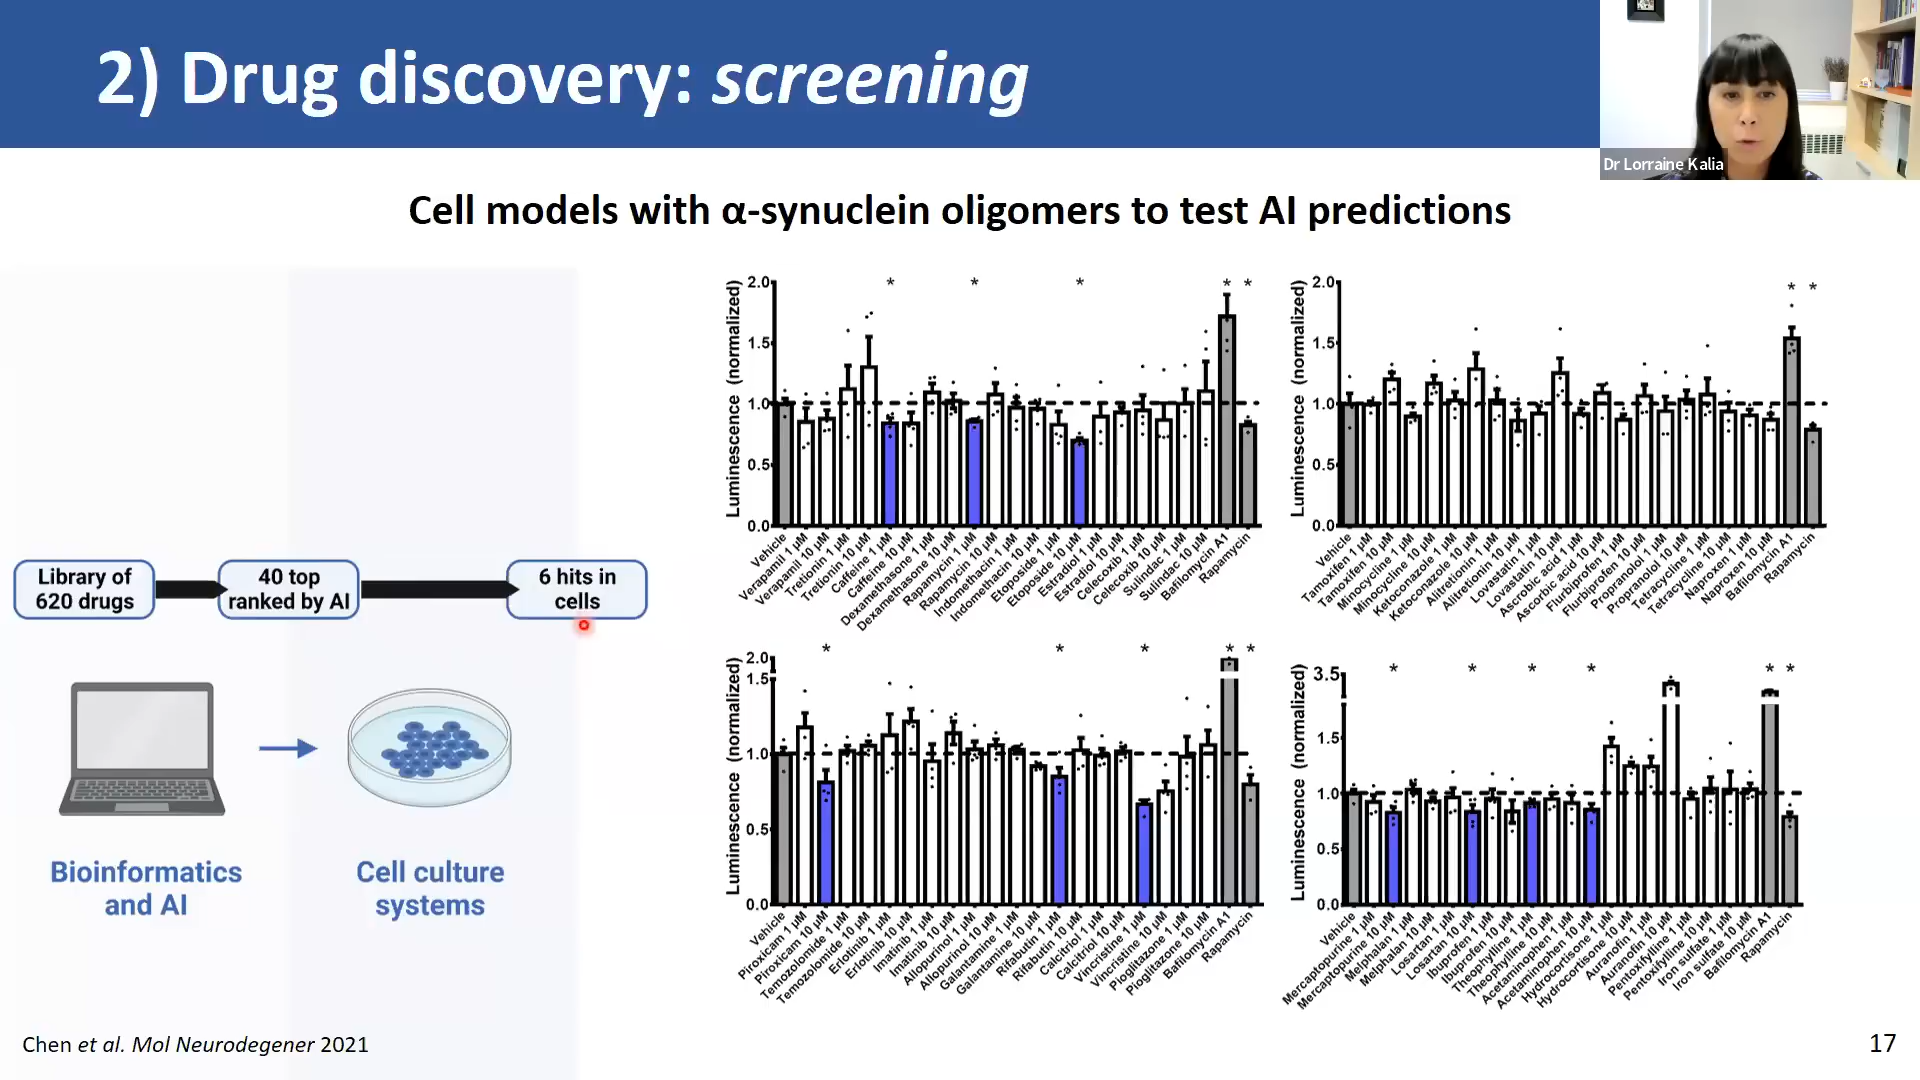 2) Drug discovery: screening
Dr Lorraine Kalia
Cell models with α-synuclein oligomers to test AI predictions
Library of
620 drugs
40 top
ranked by AI
6 hits in
cells
Bioinformatics
and AI
Cell culture
systems
Luminescence (normalized)
2.0
1.5
1.0
0.5
0.0
* * * * *
Vehicle
Verapamil 1 µM
Verapamil 10 µM
Tretionin 1 µM
Tretionin 10 µM
Caffeine 1 µM
Caffeine 10 µM
Dexamethasone 1 µM
Dexamethasone 10 µM
Rapamycin 1 µM
Rapamycin 10 µM
Indomethacin 1 µM
Indomethacin 10 µM
Etoposide 1 µM
Etoposide 10 µM
Estradiol 1 µM
Estradiol 10 µM
Celecoxib 1 µM
Celecoxib 10 µM
Sulindac 1 µM
Sulindac 10 µM
Bafilomycin A1
Rapamycin
Luminescence (normalized)
2.0
1.5
1.0
0.5
0.0
* *
Vehicle
Tamoxifen 1 µM
Tamoxifen 10 µM
Minocycline 1 µM
Minocycline 10 µM
Ketoconazole 1 µM
Ketoconazole 10 µM
Alitretionin 1 µM
Alitretionin 10 µM
Lovastatin 1 µM
Lovastatin 10 µM
Ascrobic acid 1 µM
Ascorbic acid 10 µM
Flurbiprofen 1 µM
Flurbiprofen 10 µM
Propranolol 1 µM
Propranolol 10 µM
Tetracycline 1 µM
Tetracycline 10 µM
Naproxen 1 µM
Naproxen 10 µM
Bafilomycin A1
Rapamycin
Luminescence (normalized)
2.0
1.5
1.0
0.5
0.0
* * * * *
Vehicle
Piroxicam 1 µM
Piroxicam 10 µM
Temozolomide 1 µM
Temozolomide 10 µM
Erlotinib 1 µM
Erlotinib 10 µM
Imatinib 1 µM
Imatinib 10 µM
Allopurinol 1 µM
Allopurinol 10 µM
Galantamine 1 µM
Galantamine 10 µM
Rifabutin 1 µM
Rifabutin 10 µM
Calcitriol 1 µM
Calcitriol 10 µM
Vincristine 1 µM
Vincristine 10 µM
Pioglitazone 1 µM
Pioglitazone 10 µM
Bafilomycin A1
Rapamycin
Luminescence (normalized)
3.5
1.5
1.0
0.5
0.0
* * * * * *
Vehicle
Mercaptopurine 1 µM
Mercaptopurine 10 µM
Melphalan 1 µM
Melphalan 10 µM
Losartan 1 µM
Losartan 10 µM
Ibuprofen 1 µM
Ibuprofen 10 µM
Theophylline 1 µM
Theophylline 10 µM
Acetaminophen 1 µM
Acetaminophen 10 µM
Hydrocortisone 1 µM
Hydrocortisone 10 µM
Auranofin 1 µM
Auranofin 10 µM
Pentoxifylline 1 µM
Pentoxifylline 10 µM
Iron sulfate 1 µM
Iron sulfate 10 µM
Bafilomycin A1
Rapamycin
Chen et al. Mol Neurodegener 2021
17